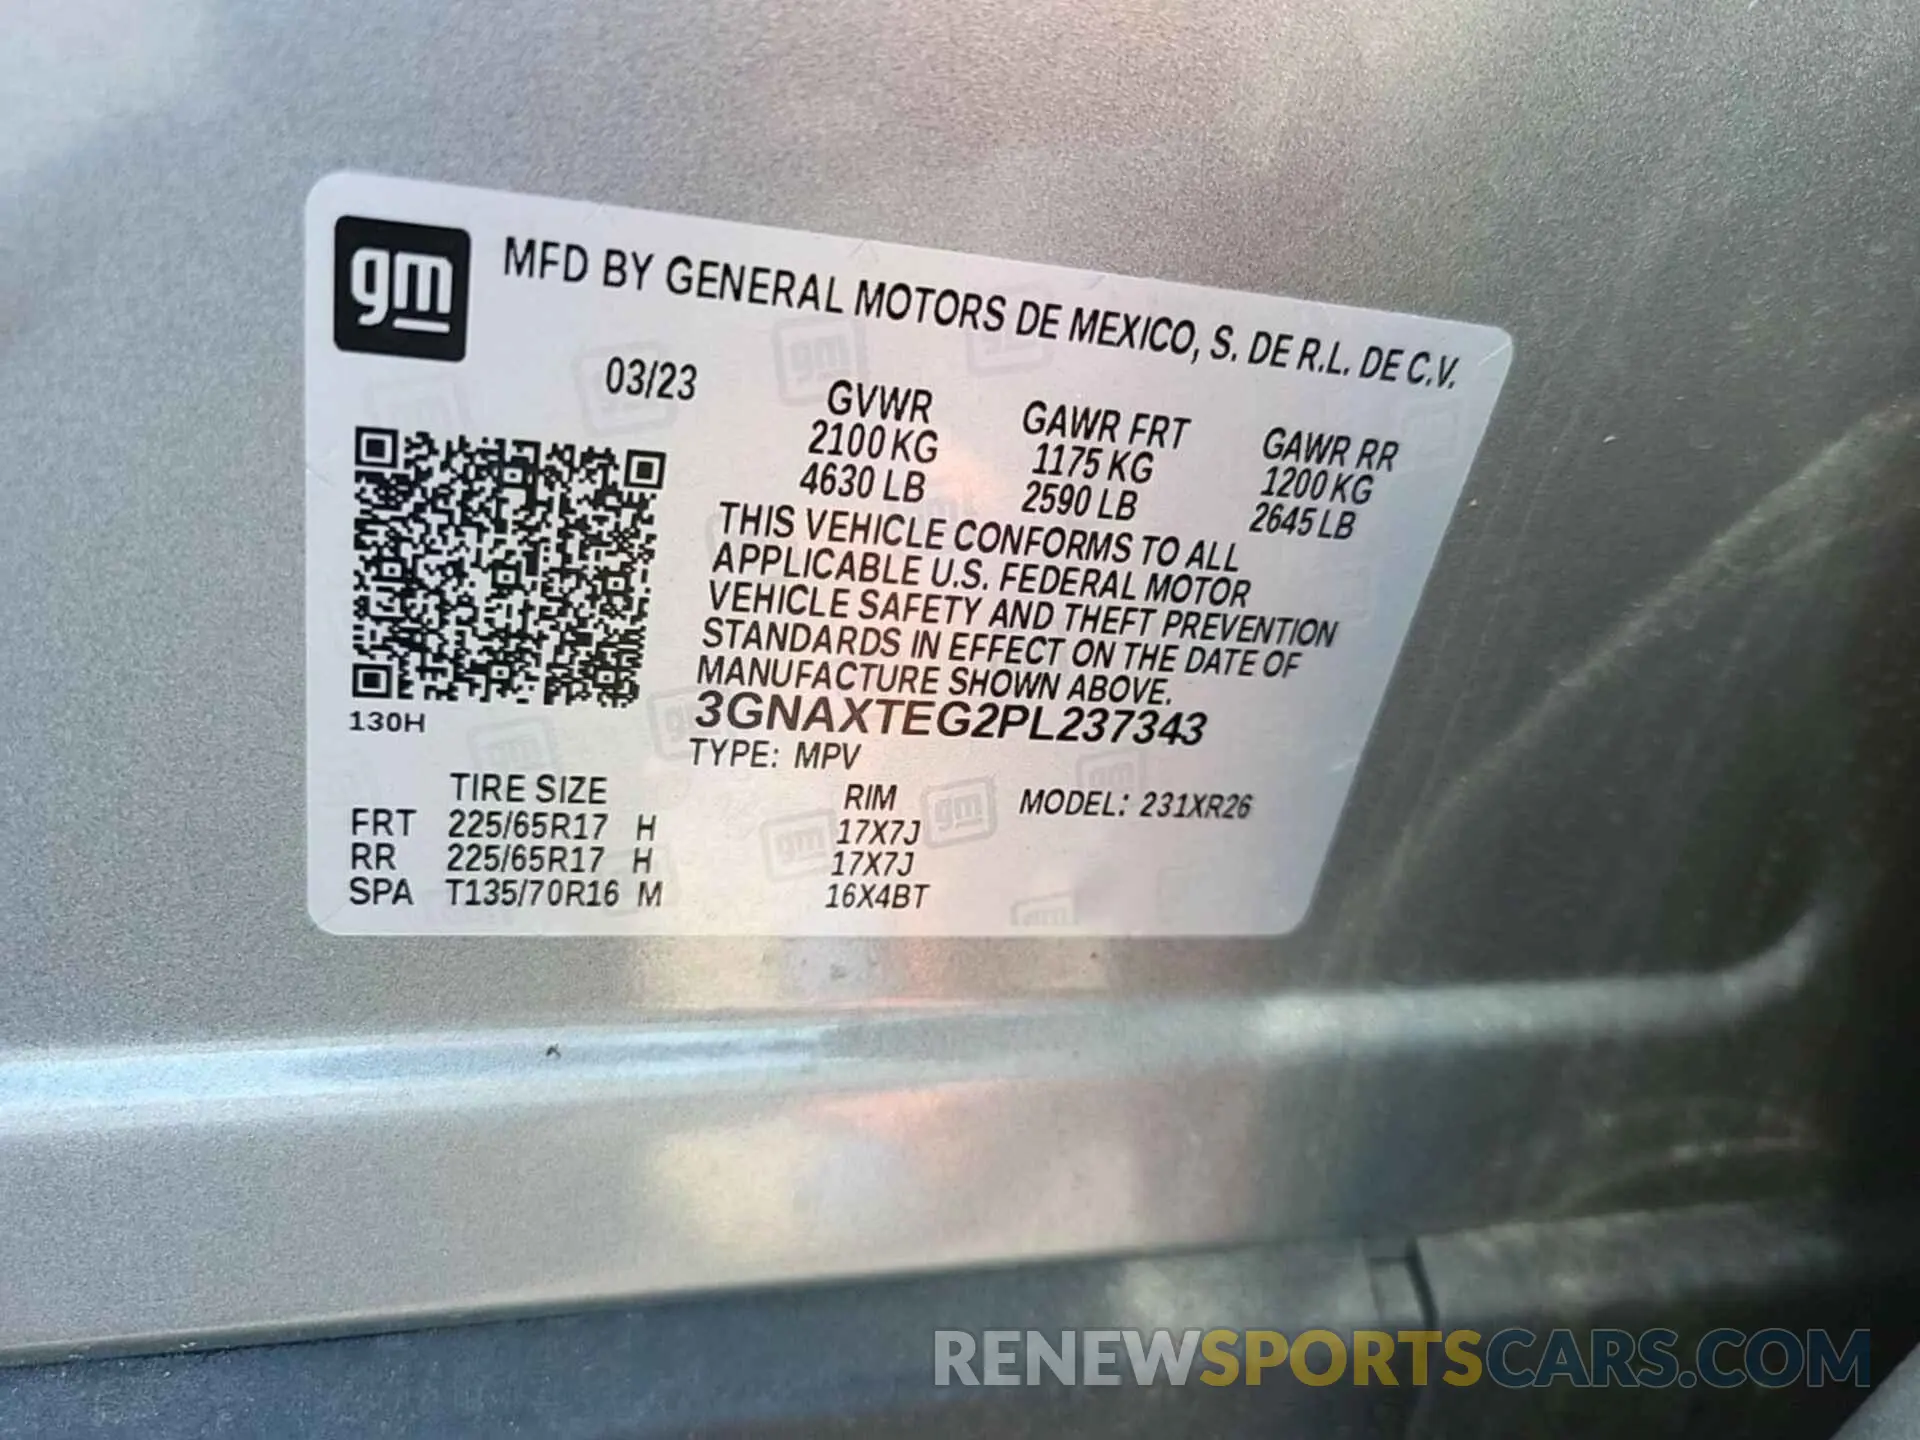 gm
MFD BY GENERAL MOTORS DE MEXICO, S. DE R.L. DE C.V.
03/23
GVWR GAWR FRT GAWR RR
2100 KG 1175 KG 1200 KG
4630 LB 2590 LB 2645 LB
THIS VEHICLE CONFORMS TO ALL
APPLICABLE U.S. FEDERAL MOTOR
VEHICLE SAFETY AND THEFT PREVENTION
STANDARDS IN EFFECT ON THE DATE OF
MANUFACTURE SHOWN ABOVE.
3GNAXTEG2PL237343
130H
TYPE: MPV
TIRE SIZE RIM MODEL: 231XR26
FRT 225/65R17 H 17X7J
RR 225/65R17 H 17X7J
SPA T135/70R16 M 16X4BT
RENEWSPORTSCARS.COM